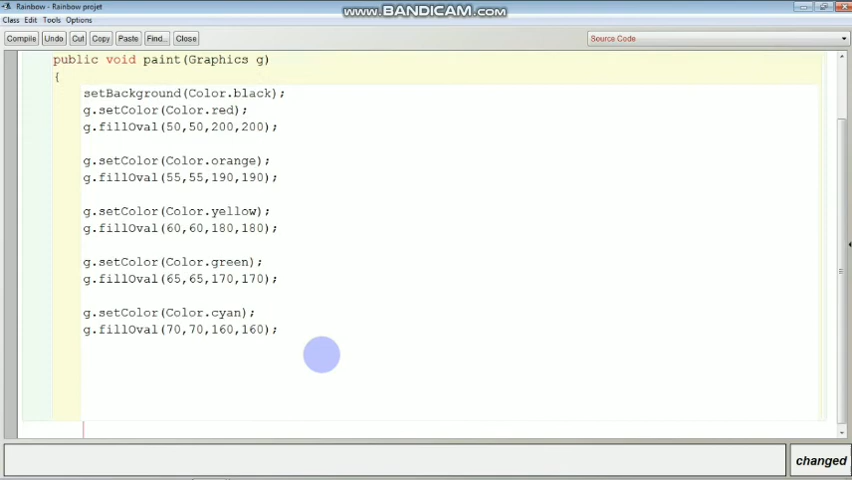 Rainbow - Rainbow projet
www.BANDICAM.com
Class Edit Tools Options
Compile Undo Cut Copy Paste Find... Close Source Code
public void paint(Graphics g)
{
setBackground(Color.black);
g.setColor(Color.red);
g.fillOval(50,50,200,200);
g.setColor(Color.orange);
g.fillOval(55,55,190,190);
g.setColor(Color.yellow);
g.fillOval(60,60,180,180);
g.setColor(Color.green);
g.fillOval(65,65,170,170);
g.setColor(Color.cyan);
g.fillOval(70,70,160,160);
changed